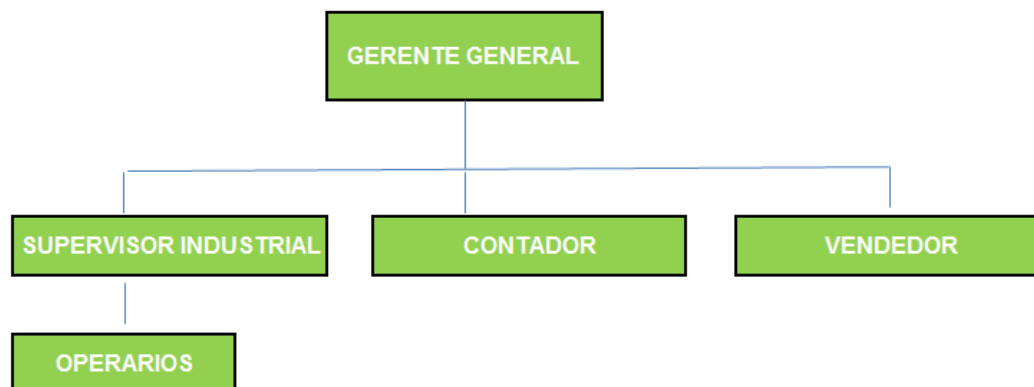 GERENTE GENERAL
SUPERVISOR INDUSTRIAL
CONTADOR
VENDEDOR
OPERARIOS